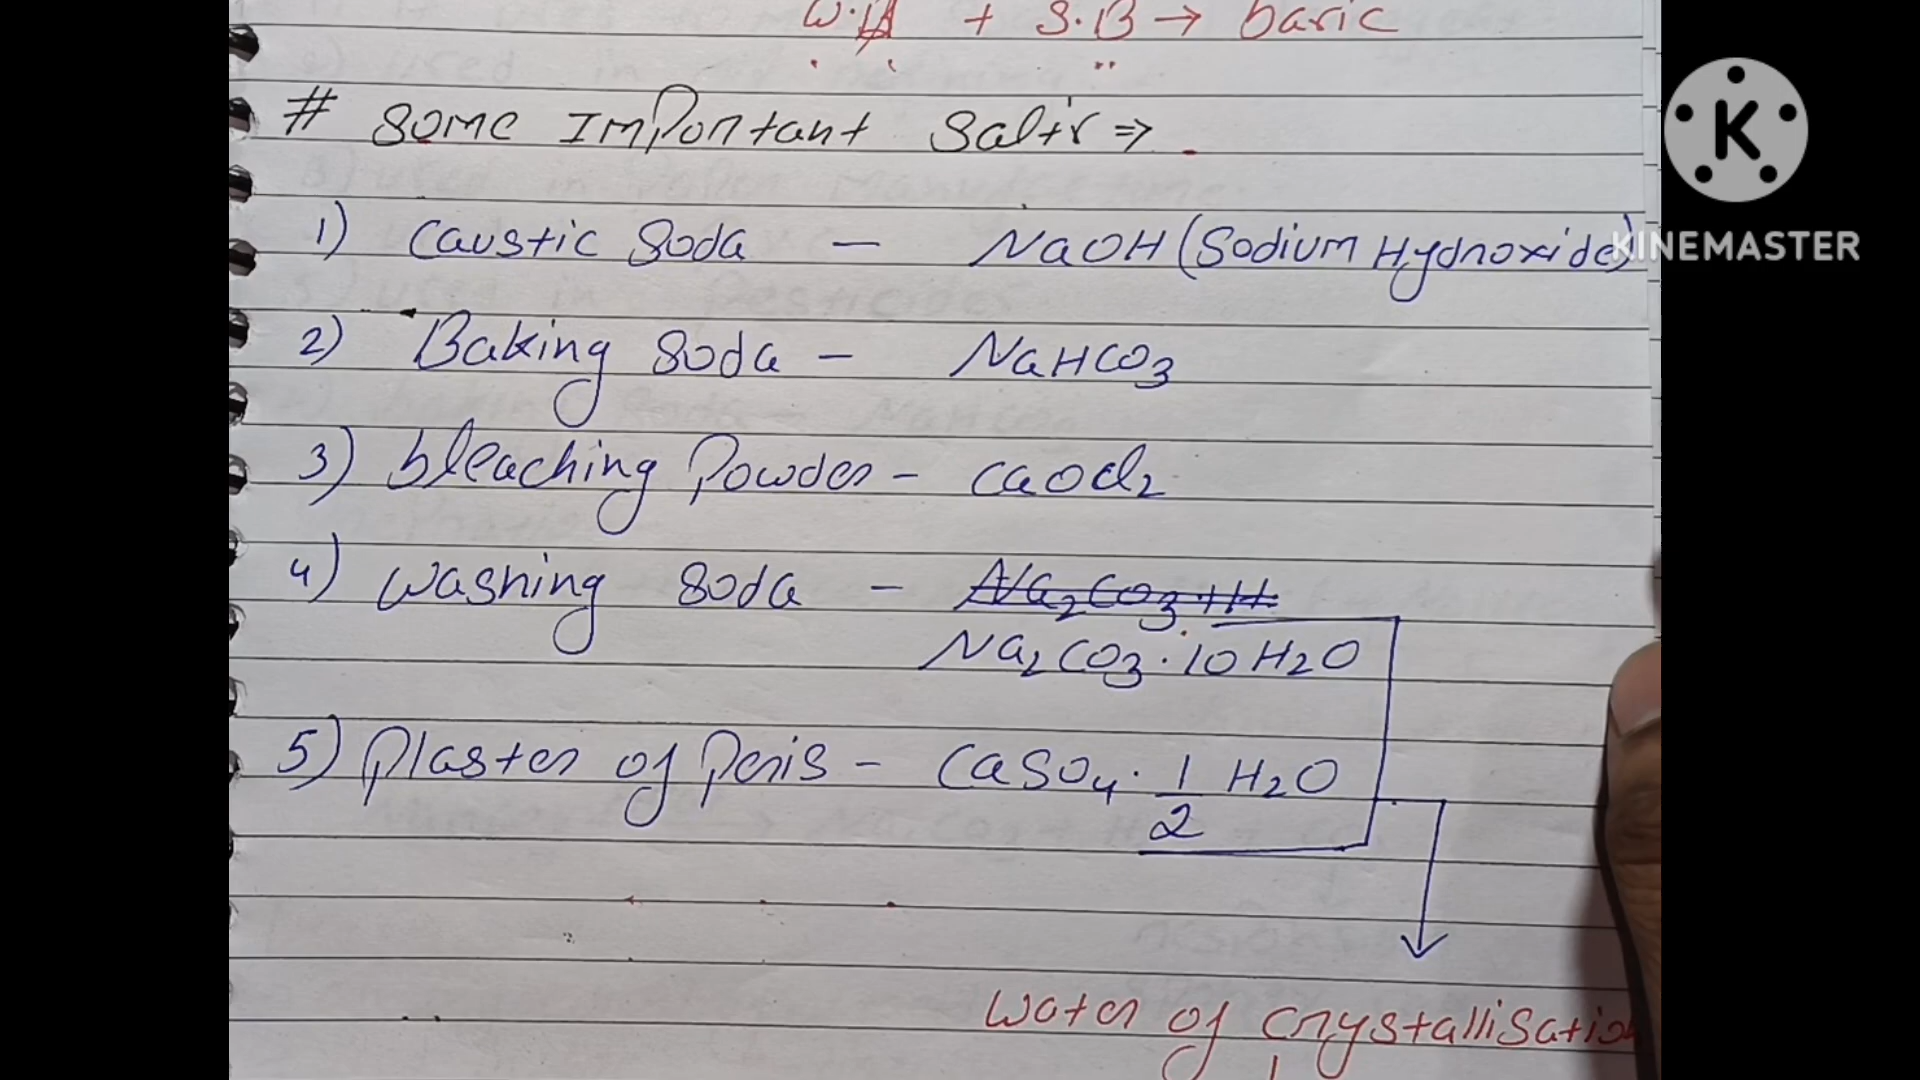 W.A + S.B → basic
# Some Important Salts ⇒
1) Caustic Soda — NaOH (Sodium Hydroxide)
2) Baking Soda – NaHCO3
3) bleaching Powder – CaOCl2
4) Washing Soda – Na2CO3·H
Na2CO3·10H2O
5) Plaster of Paris – CaSO4· 1/2 H2O
Water of Crystallisation
K
KINEMASTER